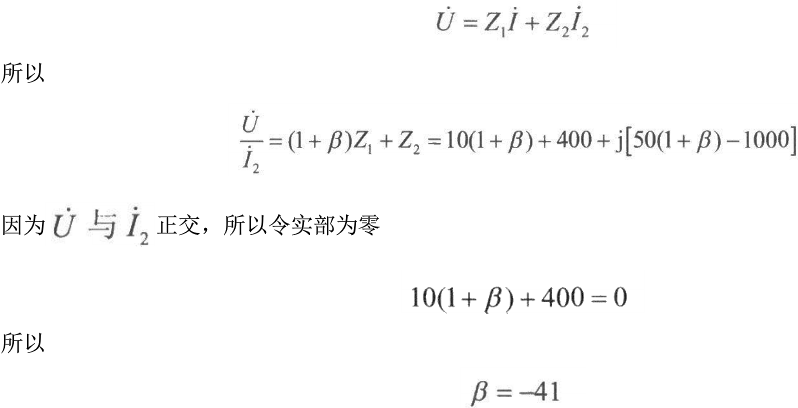 U̇ = Z₁İ + Z₂İ₂
所以
U̇/İ₂ = (1 + β)Z₁ + Z₂ = 10(1 + β) + 400 + j[50(1 + β) − 1000]
因为 U̇ 与 İ₂ 正交，所以令实部为零
10(1 + β) + 400 = 0
所以
β = −41